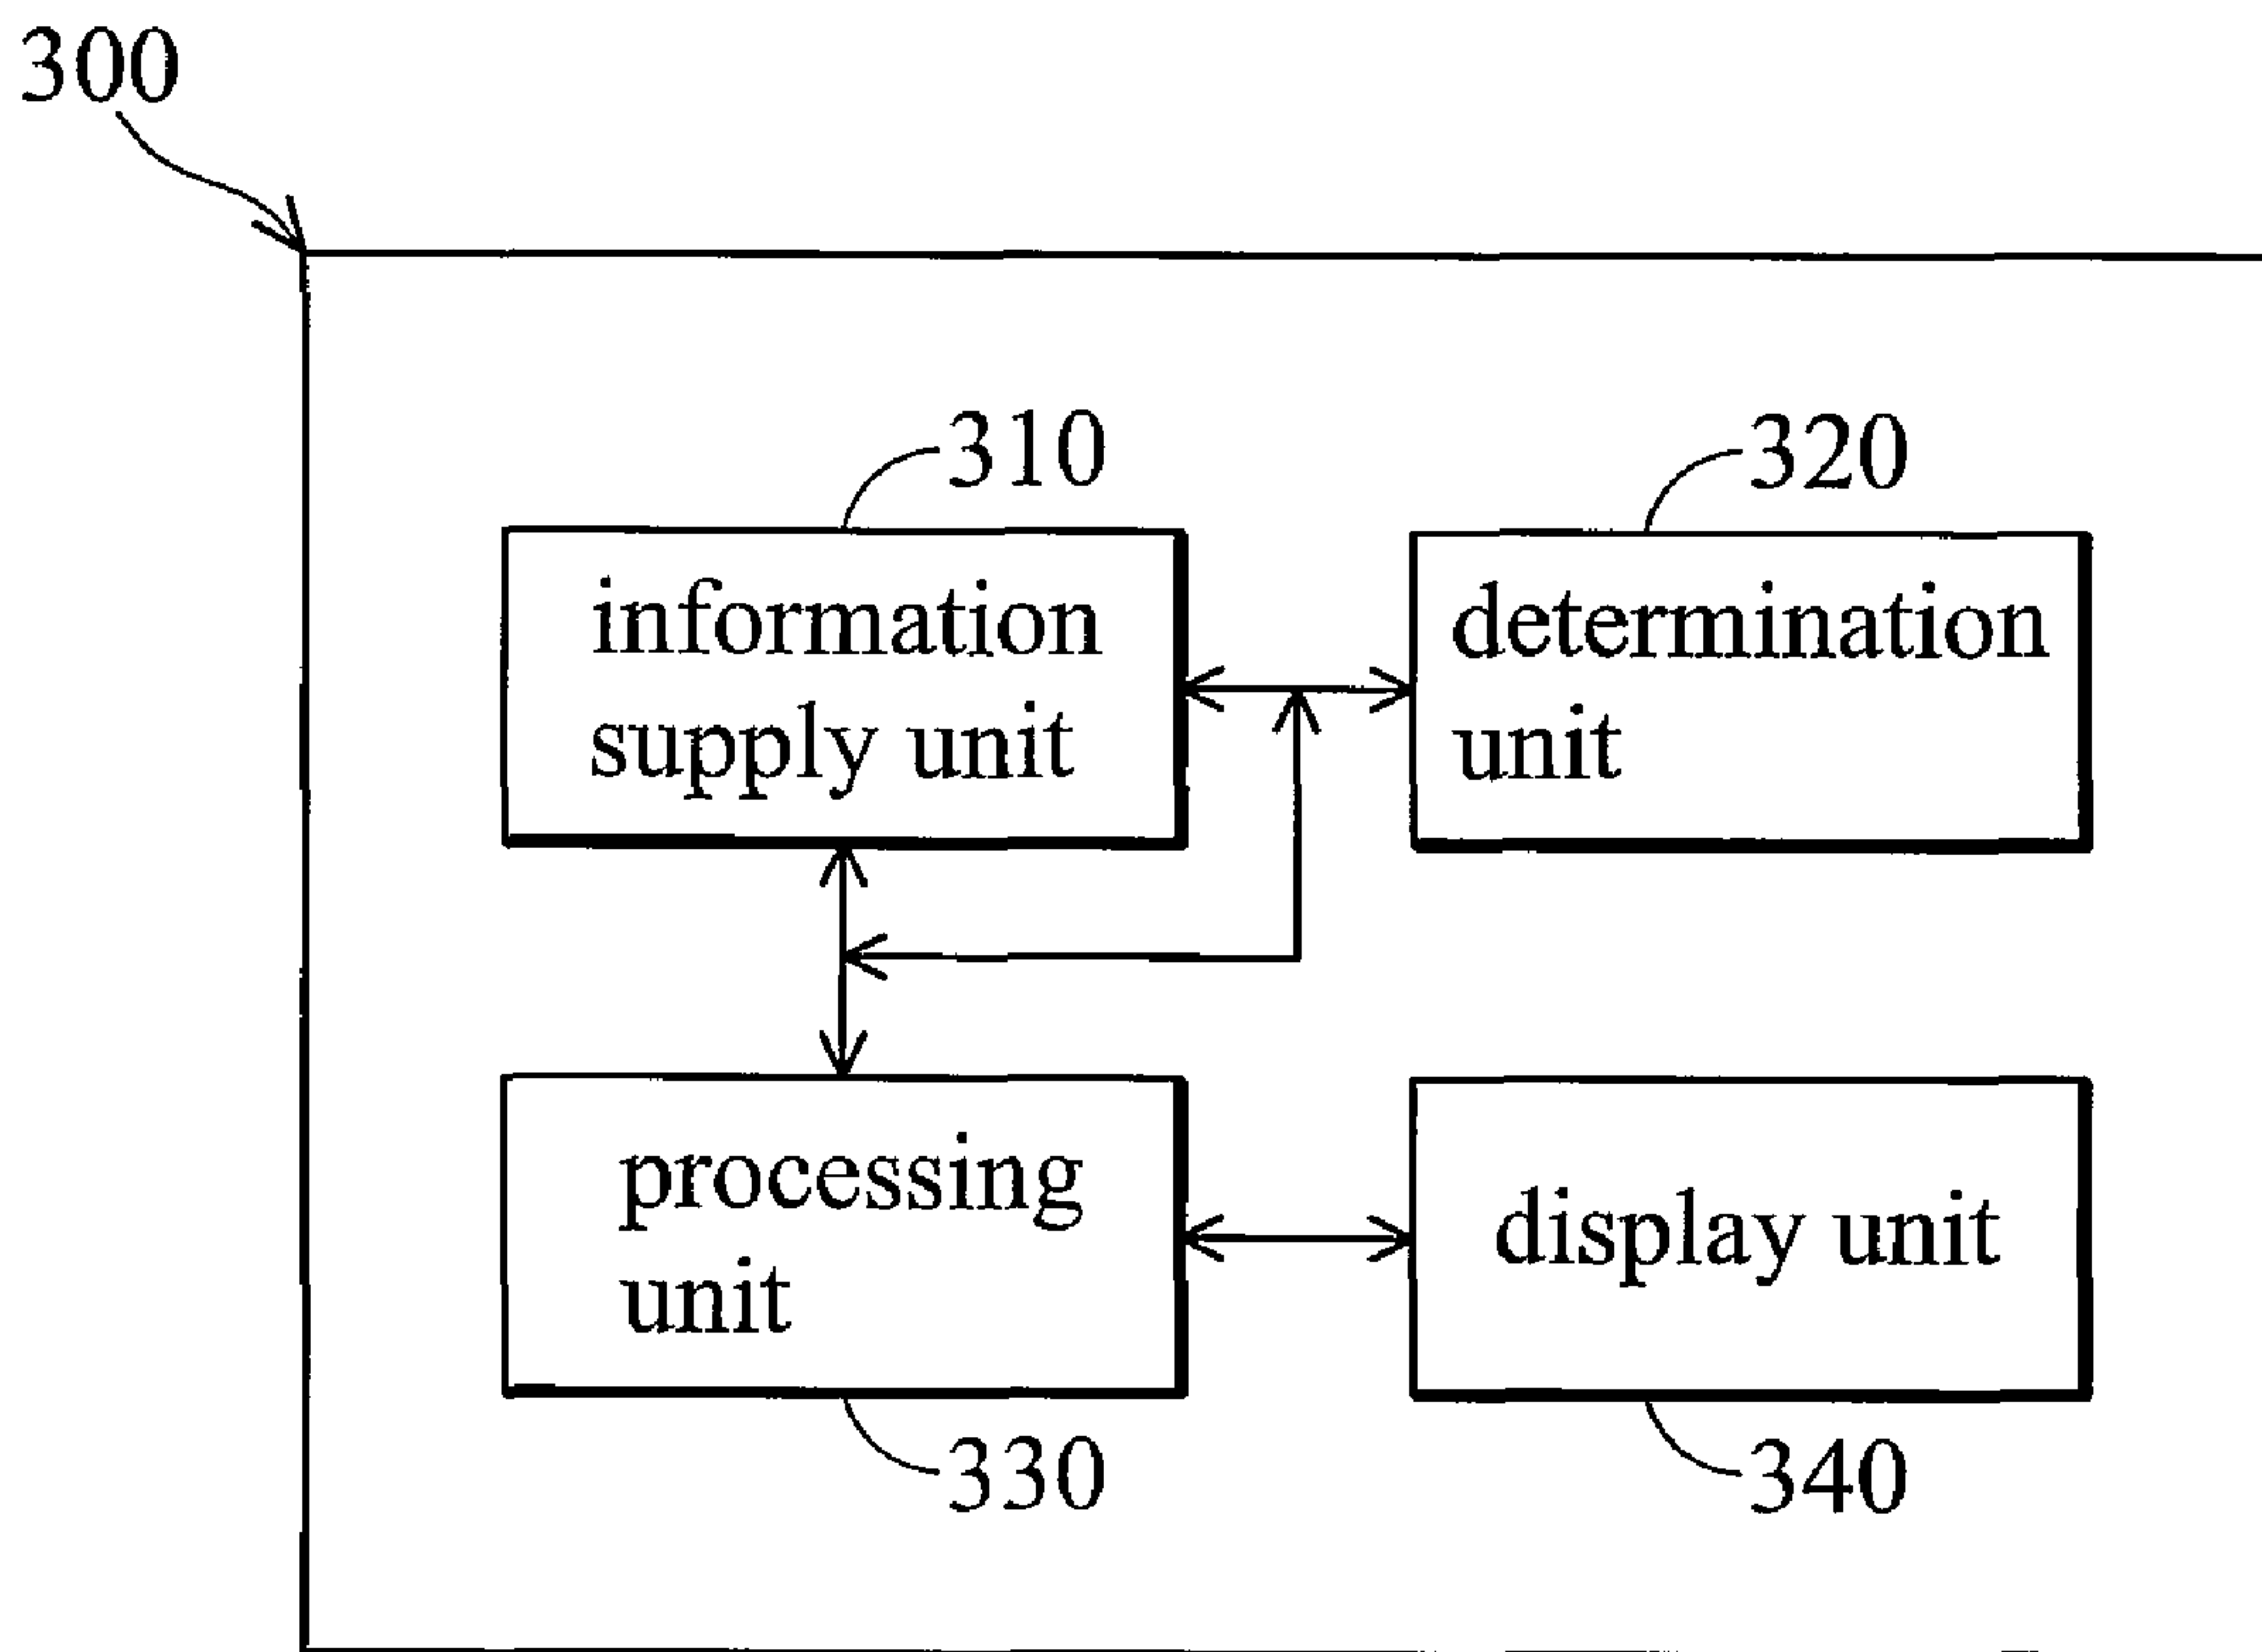 300
310
320
information
supply unit
determination
unit
processing
unit
display unit
330
340